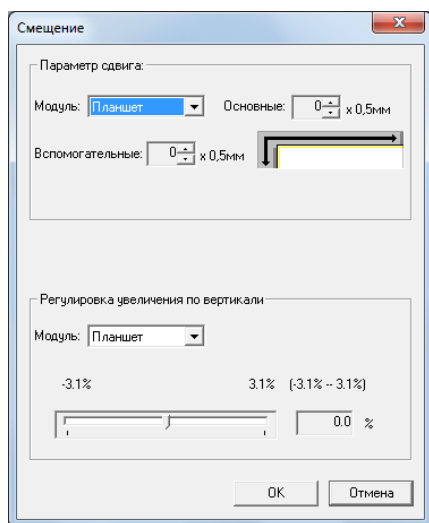 Смещение
Параметр сдвига:
Модуль: Планшет Основные: 0 x 0,5мм
Вспомогательные: 0 x 0,5мм
Регулировка увеличения по вертикали
Модуль: Планшет
-3.1% 3.1% (-3.1% -- 3.1%)
0.0 %
OK Отмена